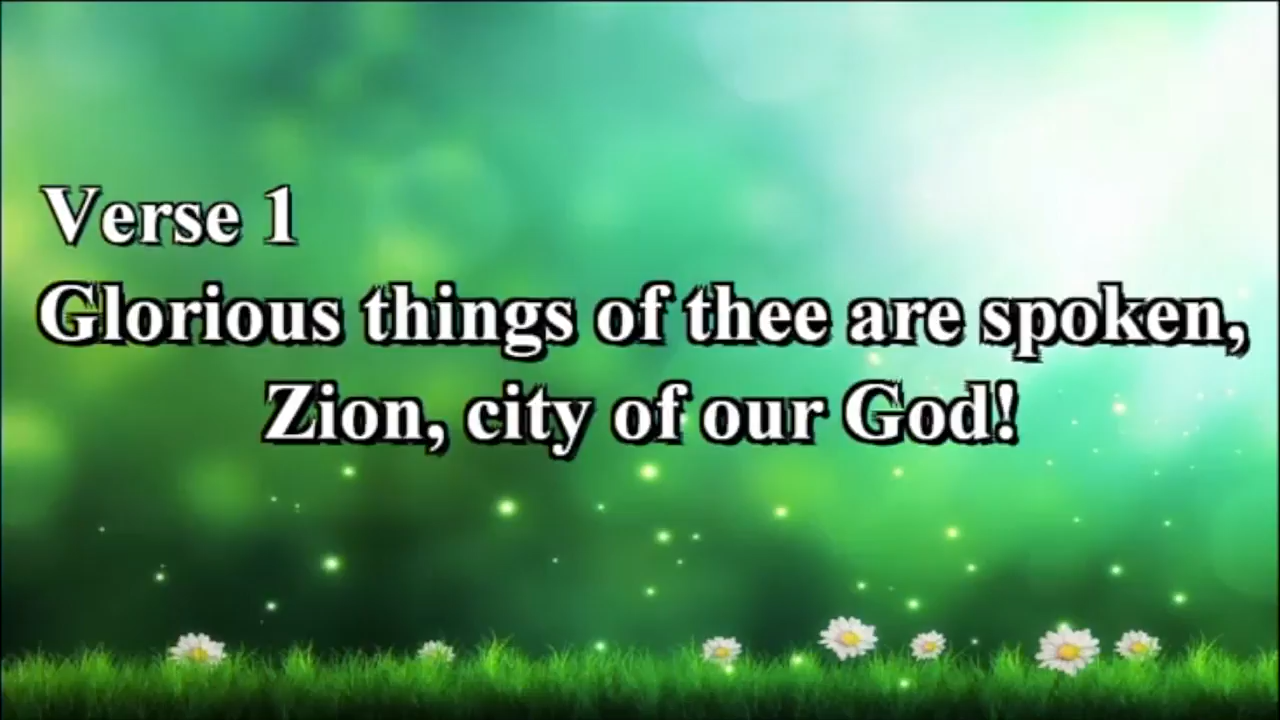 Verse 1
Glorious things of thee are spoken,
Zion, city of our God!